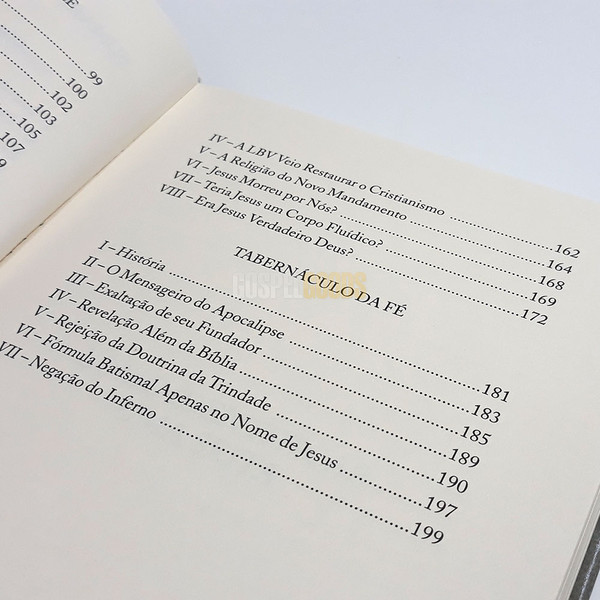 99
100
102
103
105
107
IV – A LBV Veio Restaurar o Cristianismo ........ 162
V – A Religião do Novo Mandamento ........ 164
VI – Jesus Morreu por Nós? ........ 168
VII – Teria Jesus um Corpo Fluídico? ........ 169
VIII – Era Jesus Verdadeiro Deus? ........ 172
TABERNÁCULO DA FÉ
GOSPELGOODS
I – História ........ 181
II – O Mensageiro do Apocalipse ........ 183
III – Exaltação de seu Fundador ........ 185
IV – Revelação Além da Bíblia ........ 189
V – Rejeição da Doutrina da Trindade ........ 190
VI – Fórmula Batismal Apenas no Nome de Jesus ........ 197
VII – Negação do Inferno ........ 199